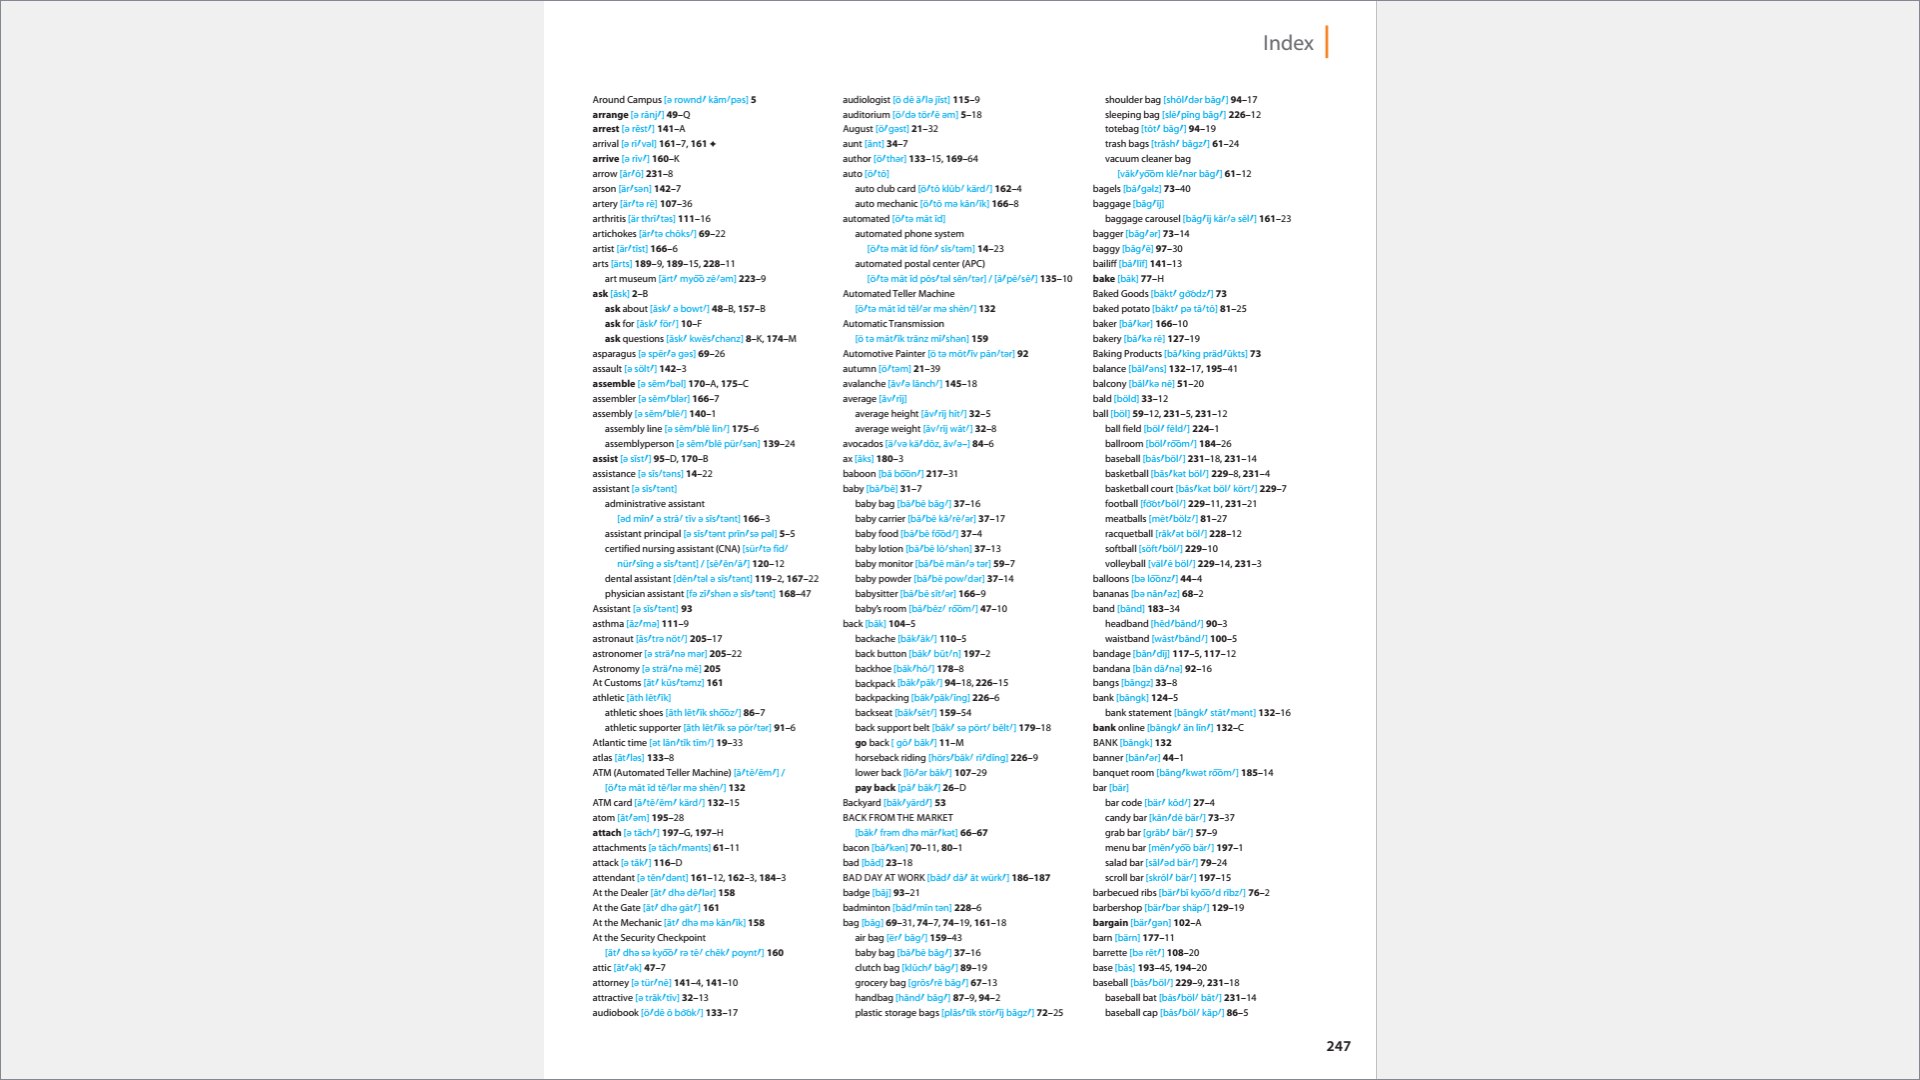 Index
Around Campus [ə rownd′ kăm′pəs] 5
arrange [ə rānj′] 49–Q
arrest [ə rĕst′] 141–A
arrival [ə rī′vəl] 161–7, 161 ✦
arrive [ə rīv′] 160–K
arrow [ăr′ō] 231–8
arson [är′sən] 142–7
artery [är′tə rē] 107–36
arthritis [är thrī′təs] 111–16
artichokes [är′tə chōks′] 69–22
artist [är′tĭst] 166–6
arts [ärts] 189–9, 189–15, 228–11
art museum [ärt′ myo͞o zē′əm] 223–9
ask [ăsk] 2–B
ask about [ăsk′ ə bowt′] 48–B, 157–B
ask for [ăsk′ för′] 10–F
ask questions [ăsk′ kwĕs′chənz] 8–K, 174–M
asparagus [ə spăr′ə gəs] 69–26
assault [ə sölt′] 142–3
assemble [ə sĕm′bəl] 170–A, 175–C
assembler [ə sĕm′blər] 166–7
assembly [ə sĕm′blē] 140–1
assembly line [ə sĕm′blē līn′] 175–6
assemblyperson [ə sĕm′blē pür′sən] 139–24
assist [ə sĭst′] 95–D, 170–B
assistance [ə sĭs′təns] 14–22
assistant [ə sĭs′tənt]
administrative assistant
[əd mĭn′ə strā′tĭv ə sĭs′tənt] 166–3
assistant principal [ə sĭs′tənt prĭn′sə pəl] 5–5
certified nursing assistant (CNA) [sür′tə fīd′
nür′sĭng ə sĭs′tənt] / [sē′ĕn′ā′] 120–12
dental assistant [dĕn′təl ə sĭs′tənt] 119–2, 167–22
physician assistant [fə zĭ′shən ə sĭs′tənt] 168–47
Assistant [ə sĭs′tənt] 93
asthma [ăz′mə] 111–9
astronaut [ăs′trə nöt′] 205–17
astronomer [ə strä′nə mər] 205–22
Astronomy [ə strä′nə mē] 205
At Customs [ăt′ kŭs′təmz] 161
athletic [ăth lĕt′ĭk]
athletic shoes [ăth lĕt′ĭk sho͞oz′] 86–7
athletic supporter [ăth lĕt′ĭk sə pör′tər] 91–6
Atlantic time [ət lăn′tĭk tīm′] 19–33
atlas [ăt′ləs] 133–8
ATM (Automated Teller Machine) [ā′tē′ĕm′] /
[ö′tə māt ĭd tĕ′lər mə shēn′] 132
ATM card [ā′tē′ĕm′ kärd′] 132–15
atom [ăt′əm] 195–28
attach [ə tăch′] 197–G, 197–H
attachments [ə tăch′mənts] 61–11
attack [ə tăk′] 116–D
attendant [ə tĕn′dənt] 161–12, 162–3, 184–3
At the Dealer [ăt′ dhə dē′lər] 158
At the Gate [ăt′ dhə gāt′] 161
At the Mechanic [ăt′ dhə mə kăn′ĭk] 158
At the Security Checkpoint
[ăt′ dhə sə kyo͝o′rə tē′ chĕk′poynt′] 160
attic [ăt′ək] 47–7
attorney [ə tür′nē] 141–4, 141–10
attractive [ə trăk′tĭv] 32–13
audiobook [ö′dē ō bo͝ok′] 133–17
audiologist [ö dē ä′lə jĭst] 115–9
auditorium [ö′də tör′ē əm] 5–18
August [ö′gəst] 21–32
aunt [ănt] 34–7
author [ö′thər] 133–15, 169–64
auto [ö′tō]
auto club card [ö′tō klŭb′ kärd′] 162–4
auto mechanic [ö′tō mə kăn′ĭk] 166–8
automated [ö′tə māt ĭd]
automated phone system
[ö′tə māt ĭd fōn′ sĭs′təm] 14–23
automated postal center (APC)
[ö′tə māt ĭd pōs′təl sĕn′tər] / [ā′pē′sē′] 135–10
Automated Teller Machine
[ö′tə māt ĭd tĕl′ər mə shēn′] 132
Automatic Transmission
[ö tə măt′ĭk trănz mĭ′shən] 159
Automotive Painter [ö tə mōt′ĭv pān′tər] 92
autumn [ö′təm] 21–39
avalanche [ăv′ə lănch′] 145–18
average [ăv′rĭj]
average height [ăv′rĭj hīt′] 32–5
average weight [ăv′rĭj wāt′] 32–8
avocados [ä′və kä′dōz, ăv′ə–] 84–6
ax [ăks] 180–3
baboon [bă bo͞on′] 217–31
baby [bā′bē] 31–7
baby bag [bā′bē băg′] 37–16
baby carrier [bā′bē kă′rē′ər] 37–17
baby food [bā′bē fo͞od′] 37–4
baby lotion [bā′bē lō′shən] 37–13
baby monitor [bā′bē män′ə tər] 59–7
baby powder [bā′bē pow′dər] 37–14
babysitter [bā′bē sĭt′ər] 166–9
baby's room [bā′bēz′ ro͞om′] 47–10
back [băk] 104–5
backache [băk′āk′] 110–5
back button [băk′ bŭt′n] 197–2
backhoe [băk′hō′] 178–8
backpack [băk′păk′] 94–18, 226–15
backpacking [băk′păk′ĭng] 226–6
backseat [băk′sēt′] 159–54
back support belt [băk′ sə pört′ bĕlt′] 179–18
go back [ gō′ băk′] 11–M
horseback riding [hörs′băk′ rī′dĭng] 226–9
lower back [lō′ər băk′] 107–29
pay back [pā′ băk′] 26–D
Backyard [băk′yärd′] 53
BACK FROM THE MARKET
[băk′ frəm dhə mär′kət] 66–67
bacon [bā′kən] 70–11, 80–1
bad [băd] 23–18
BAD DAY AT WORK [băd′ dā′ ăt würk′] 186–187
badge [băj] 93–21
badminton [băd′mĭn tən] 228–6
bag [băg] 69–31, 74–7, 74–19, 161–18
air bag [ër′ băg′] 159–43
baby bag [bā′bē băg′] 37–16
clutch bag [klŭch′ băg′] 89–19
grocery bag [grōs′rē băg′] 67–13
handbag [hănd′ băg′] 87–9, 94–2
plastic storage bags [plăs′tĭk stör′ĭj băgz′] 72–25
shoulder bag [shōl′dər băg′] 94–17
sleeping bag [slē′pĭng băg′] 226–12
totebag [tōt′ băg′] 94–19
trash bags [trăsh′ băgz′] 61–24
vacuum cleaner bag
[văk′yo͞om klē′nər băg′] 61–12
bagels [bā′gəlz] 73–40
baggage [băg′ĭj]
baggage carousel [băg′ĭj kăr′ə sĕl′] 161–23
bagger [băg′ər] 73–14
baggy [băg′ē] 97–30
bailiff [bā′lĭf] 141–13
bake [bāk] 77–H
Baked Goods [bākt′ go͝odz′] 73
baked potato [bākt′ pə tā′tō] 81–25
baker [bā′kər] 166–10
bakery [bā′kə rē] 127–19
Baking Products [bā′kĭng präd′ŭkts] 73
balance [băl′əns] 132–17, 195–41
balcony [băl′kə nē] 51–20
bald [böld] 33–12
ball [böl] 59–12, 231–5, 231–12
ball field [böl′ fēld′] 224–1
ballroom [böl′ro͞om′] 184–26
baseball [bās′böl′] 231–18, 231–14
basketball [băs′kət böl′] 229–8, 231–4
basketball court [băs′kət böl′ kört′] 229–7
football [fo͝ot′böl′] 229–11, 231–21
meatballs [mēt′bölz′] 81–27
racquetball [răk′ət böl′] 228–12
softball [söft′böl′] 229–10
volleyball [väl′ē böl′] 229–14, 231–3
balloons [bə lo͞onz′] 44–4
bananas [bə năn′əz] 68–2
band [bănd] 183–34
headband [hĕd′bănd′] 90–3
waistband [wāst′bănd′] 100–5
bandage [băn′dĭj] 117–5, 117–12
bandana [băn dă′nə] 92–16
bangs [băngz] 33–8
bank [băngk] 124–5
bank statement [băngk′ stāt′mənt] 132–16
bank online [băngk′ än līn′] 132–C
BANK [băngk] 132
banner [băn′ər] 44–1
banquet room [băng′kwət ro͞om′] 185–14
bar [bär]
bar code [bär′ kōd′] 27–4
candy bar [kăn′dē bär′] 73–37
grab bar [grăb′ bär′] 57–9
menu bar [mĕn′yo͞o bär′] 197–1
salad bar [săl′əd bär′] 79–24
scroll bar [skrōl′ bär′] 197–15
barbecued ribs [bär′bĭ kyo͞o′d rĭbz′] 76–2
barbershop [bär′bər shäp′] 129–19
bargain [bär′gən] 102–A
barn [bärn] 177–11
barrette [bə rĕt′] 108–20
base [bās] 193–45, 194–20
baseball [bās′böl′] 229–9, 231–18
baseball bat [bās′böl′ băt′] 231–14
baseball cap [bās′böl′ kăp′] 86–5
247